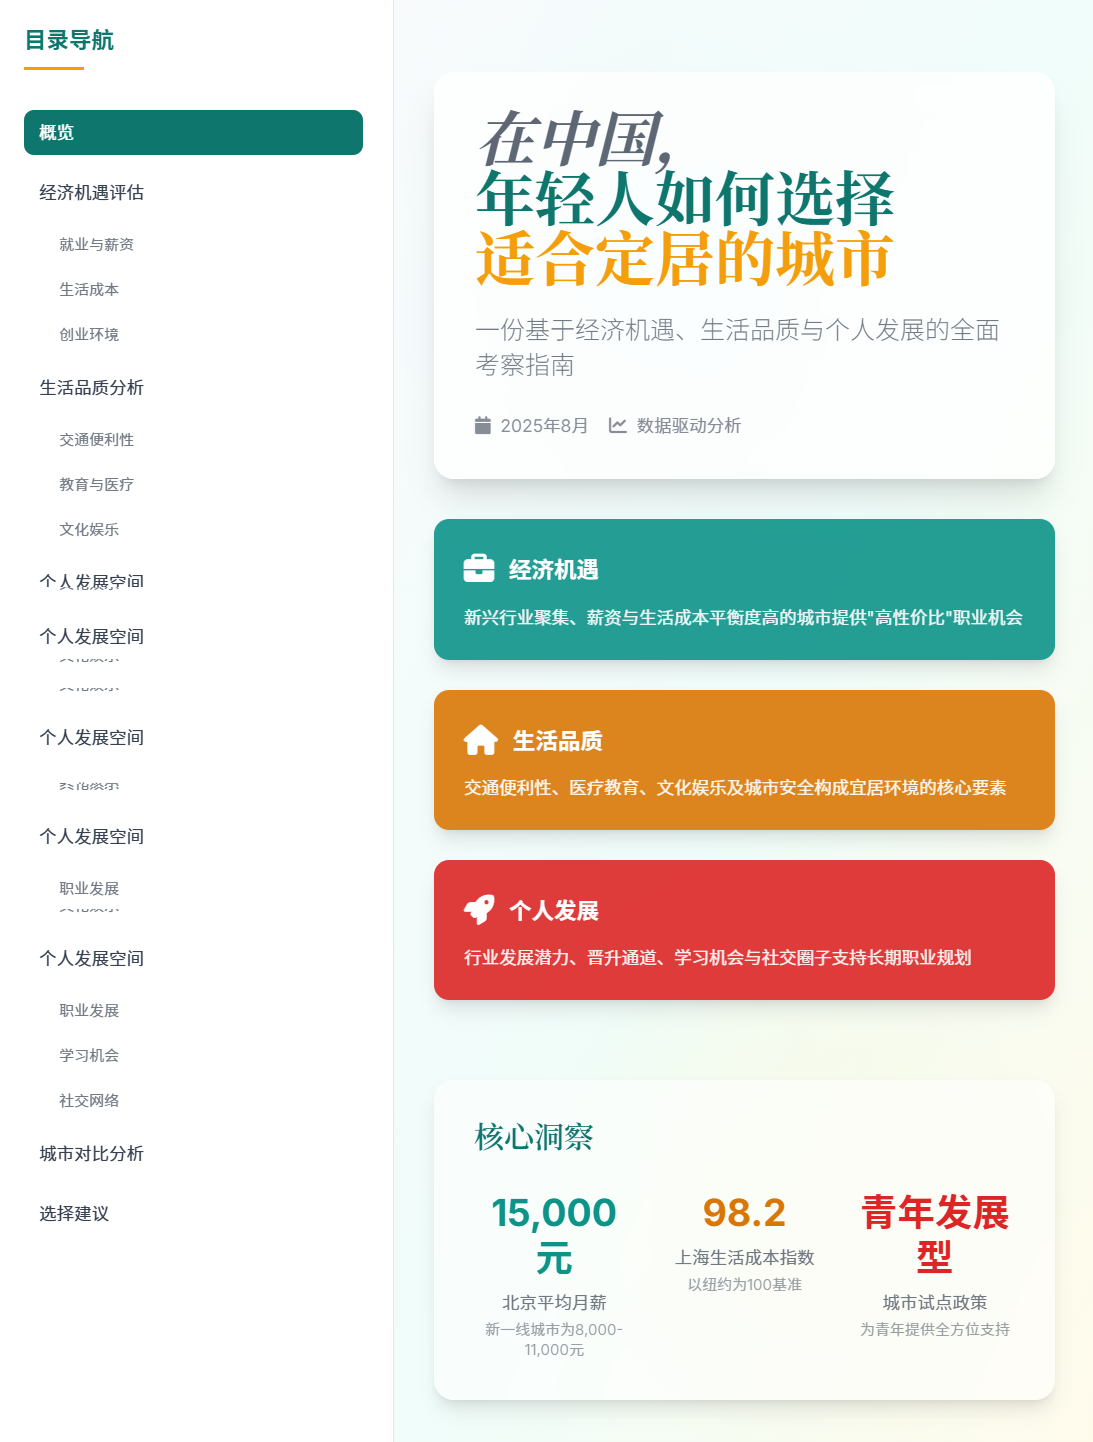 目录导航
概览
经济机遇评估
就业与薪资
生活成本
创业环境
生活品质分析
交通便利性
教育与医疗
文化娱乐
个人发展空间
个人发展空间
个人发展空间
个人发展空间
职业发展
个人发展空间
职业发展
学习机会
社交网络
城市对比分析
选择建议
在中国,
年轻人如何选择
适合定居的城市
一份基于经济机遇、生活品质与个人发展的全面
考察指南
2025年8月 数据驱动分析
经济机遇
新兴行业聚集、薪资与生活成本平衡度高的城市提供"高性价比"职业机会
生活品质
交通便利性、医疗教育、文化娱乐及城市安全构成宜居环境的核心要素
个人发展
行业发展潜力、晋升通道、学习机会与社交圈子支持长期职业规划
核心洞察
15,000
元
北京平均月薪
新一线城市为8,000-
11,000元
98.2
上海生活成本指数
以纽约为100基准
青年发展
型
城市试点政策
为青年提供全方位支持